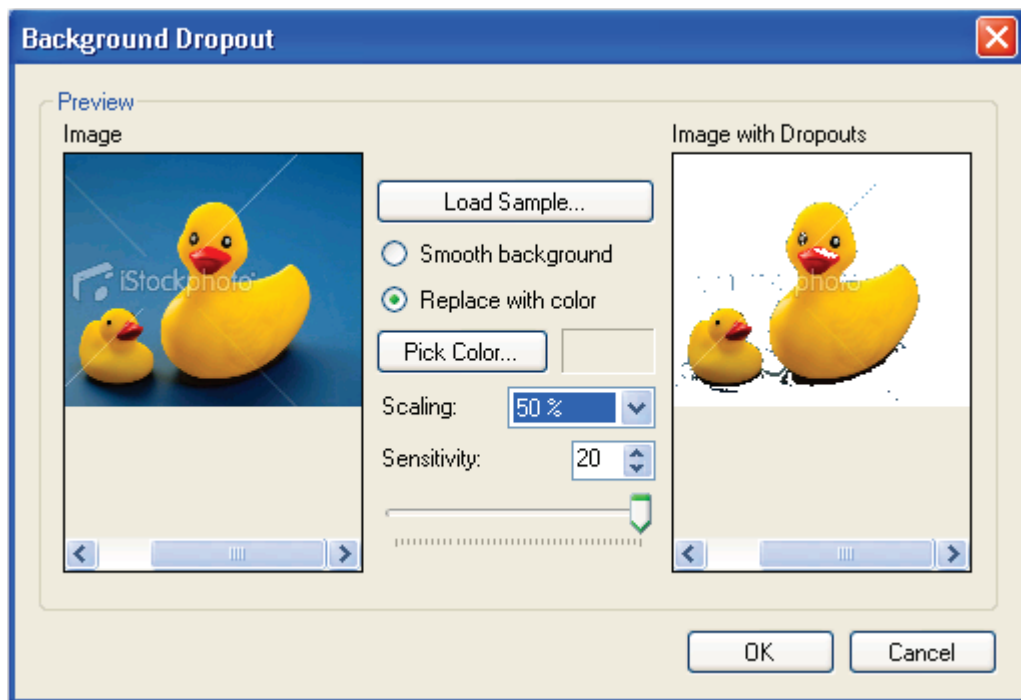 Background Dropout
Preview
Image
Image with Dropouts
Load Sample...
Smooth background
Replace with color
Pick Color...
Scaling:
50 %
Sensitivity:
20
iStockphoto
photo
OK
Cancel